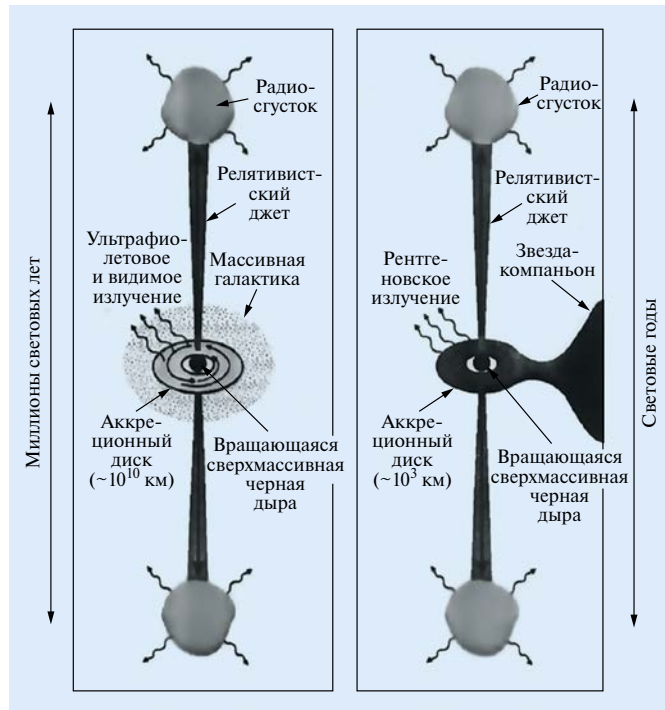 Миллионы световых лет
Радио-
сгусток
Релятивист-
ский
джет
Ультрафио-
летовое
и видимое
излучение
Массивная
галактика
Аккре-
ционный
диск
(~10¹⁰ км)
Вращающаяся
сверхмассивная
черная
дыра
Радио-
сгусток
Релятивист-
ский
джет
Звезда-
компаньон
Рентге-
новское
излучение
Аккре-
ционный
диск
(~10³ км)
Вращающаяся
сверхмассивная
черная
дыра
Световые годы